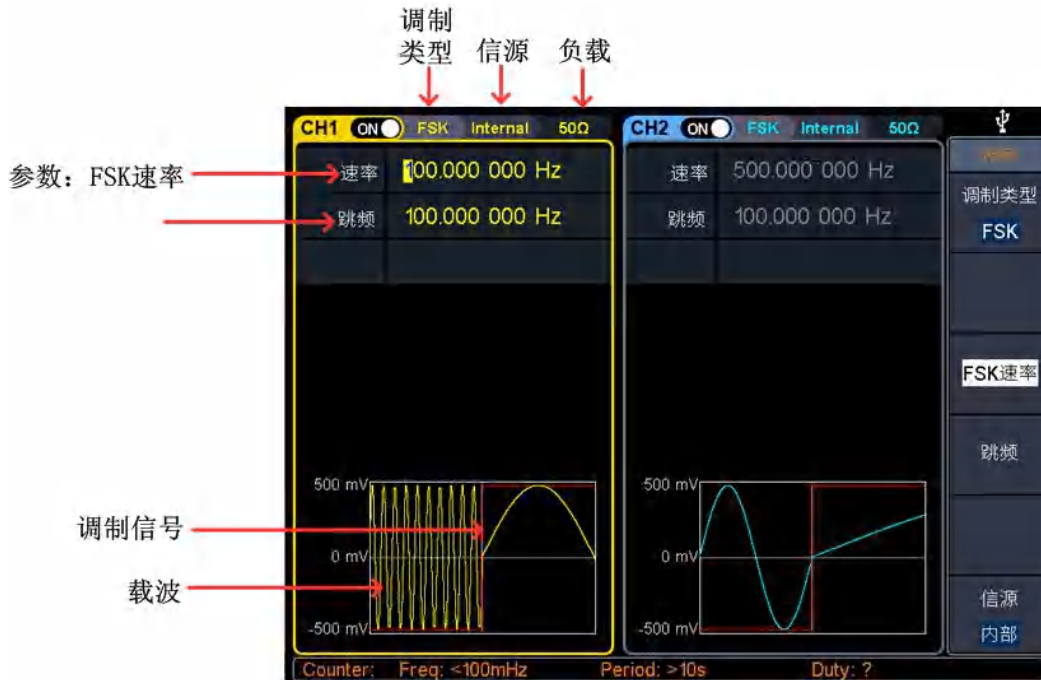 调制
类型 信源 负载
CH1 ON FSK Internal 50Ω
CH2 ON FSK Internal 50Ω
参数：FSK速率
速率 100.000 000 Hz
速率 500.000 000 Hz
调制类型
FSK
跳频 100.000 000 Hz
跳频 100.000 000 Hz
FSK速率
跳频
500 mV
500 mV
调制信号
0 mV
0 mV
载波
信源
内部
-500 mV
-500 mV
Counter: Freq: <100mHz Period: >10s Duty: ?